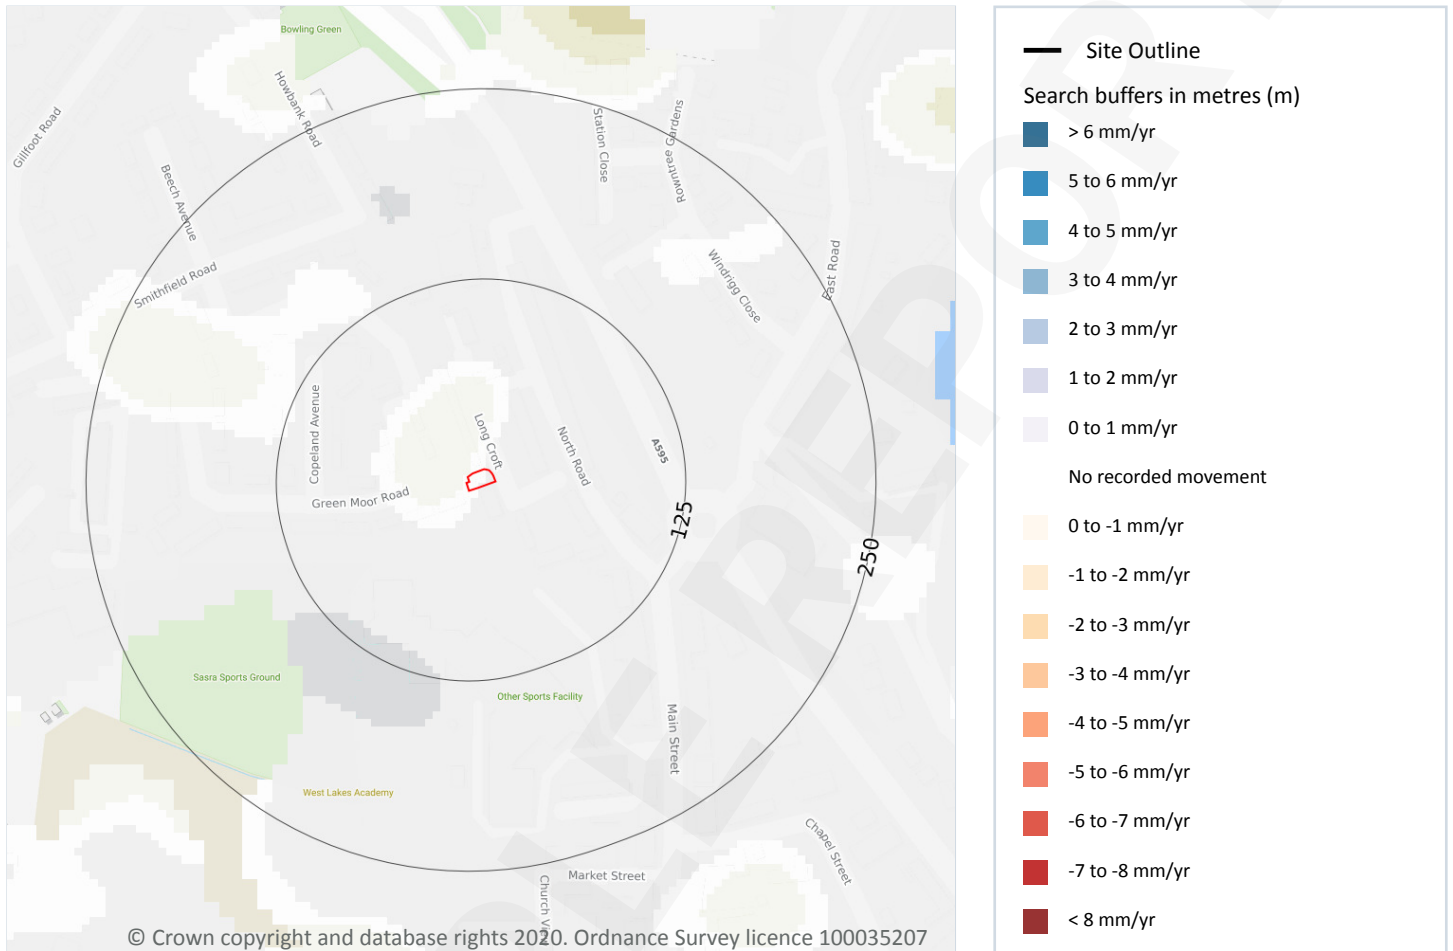 Bowling Green
Howbank Road
Gillfoot Road
Beech Avenue
Station Close
Rowntree Gardens
Smithfield Road
Windrigg Close
East Road
Copeland Avenue
Long Croft
North Road
A595
Green Moor Road
125
250
Sasra Sports Ground
Other Sports Facility
Main Street
West Lakes Academy
Chapel Street
Market Street
Church View
© Crown copyright and database rights 2020. Ordnance Survey licence 100035207
Site Outline
Search buffers in metres (m)
> 6 mm/yr
5 to 6 mm/yr
4 to 5 mm/yr
3 to 4 mm/yr
2 to 3 mm/yr
1 to 2 mm/yr
0 to 1 mm/yr
No recorded movement
0 to -1 mm/yr
-1 to -2 mm/yr
-2 to -3 mm/yr
-3 to -4 mm/yr
-4 to -5 mm/yr
-5 to -6 mm/yr
-6 to -7 mm/yr
-7 to -8 mm/yr
< 8 mm/yr
PLE REPORT